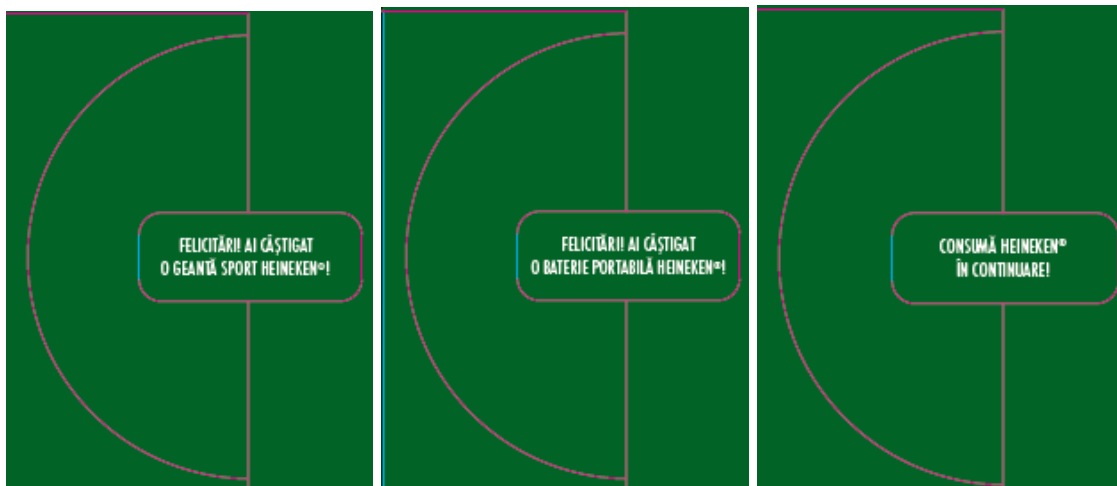 FELICITĂRI! AI CÂȘTIGAT
O GEANTĂ SPORT HEINEKEN®!
FELICITĂRI! AI CÂȘTIGAT
O BATERIE PORTABILĂ HEINEKEN®!
CONSUMĂ HEINEKEN®
ÎN CONTINUARE!